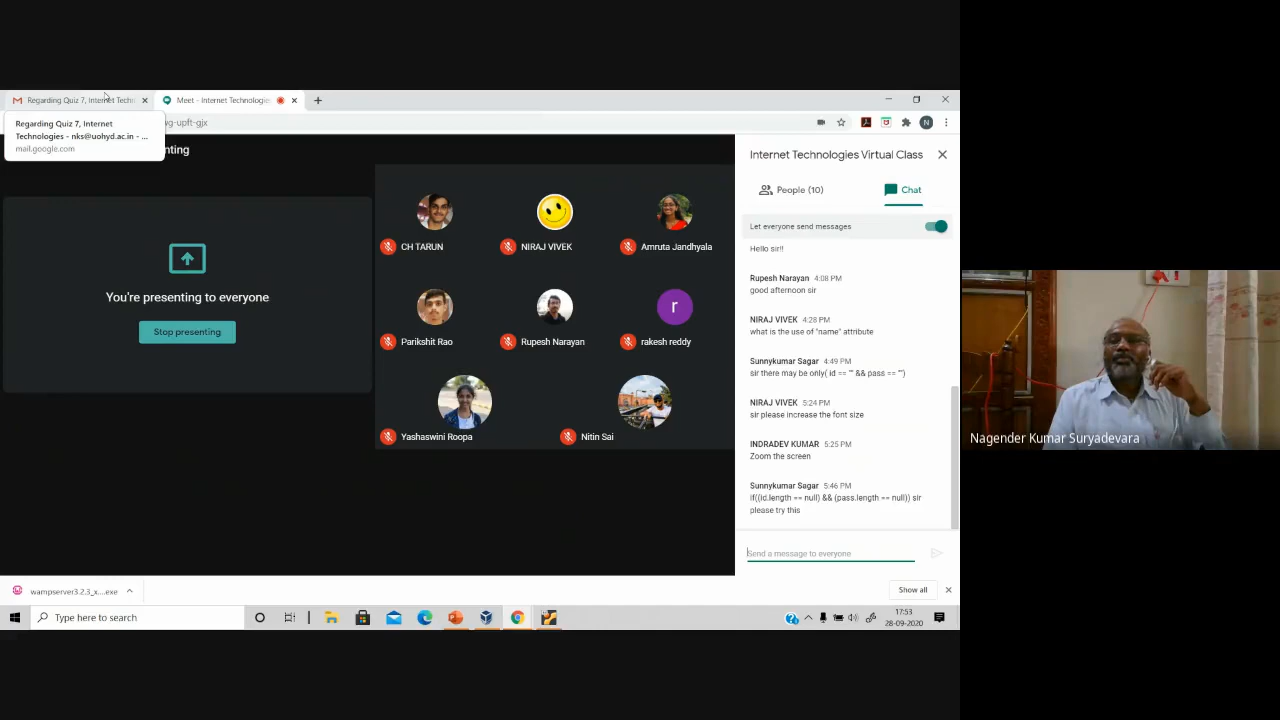 Regarding Quiz 7, Internet Techn
Meet - Internet Technologie
Regarding Quiz 7, Internet
Technologies - nks@uohyd.ac.in - ...
mail.google.com
-upft-gjx
nting
Internet Technologies Virtual Class
People (10)
Chat
Let everyone send messages
Hello sir!!
Rupesh Narayan 4:08 PM
good afternoon sir
NIRAJ VIVEK 4:28 PM
what is the use of "name" attribute
Sunnykumar Sagar 4:49 PM
sir there may be only( id == "" && pass == "")
NIRAJ VIVEK 5:24 PM
sir please increase the font size
INDRADEV KUMAR 5:25 PM
Zoom the screen
Sunnykumar Sagar 5:46 PM
if((id.length == null) && (pass.length == null)) sir
please try this
Send a message to everyone
You're presenting to everyone
Stop presenting
CH TARUN
NIRAJ VIVEK
Amruta Jandhyala
Parikshit Rao
Rupesh Narayan
r
rakesh reddy
Yashaswini Roopa
Nitin Sai
Nagender Kumar Suryadevara
wampserver3.2.3_x....exe
Show all
Type here to search
17:53
28-09-2020
N